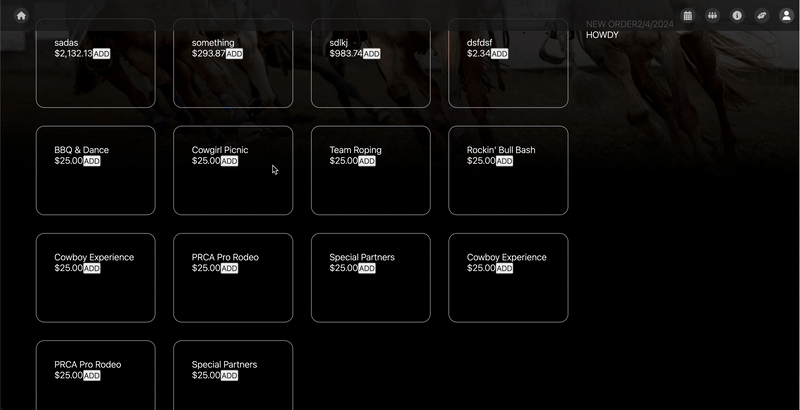 NEW ORDER2/4/2024
HOWDY
sadas
$2,132.13ADD
something
$293.87ADD
sdlkj
$983.74ADD
dsfdsf
$2.34ADD
BBQ & Dance
$25.00ADD
Cowgirl Picnic
$25.00ADD
Team Roping
$25.00ADD
Rockin' Bull Bash
$25.00ADD
Cowboy Experience
$25.00ADD
PRCA Pro Rodeo
$25.00ADD
Special Partners
$25.00ADD
Cowboy Experience
$25.00ADD
PRCA Pro Rodeo
$25.00ADD
Special Partners
$25.00ADD